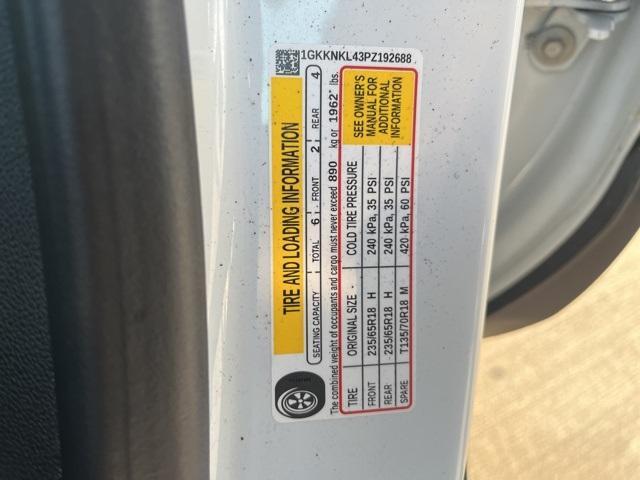 1GKKNKL43PZ192688
TIRE AND LOADING INFORMATION
SEATING CAPACITY TOTAL 6 FRONT 2 REAR 4
The combined weight of occupants and cargo must never exceed 890 kg or 1962 lbs.
TIRE ORIGINAL SIZE COLD TIRE PRESSURE
FRONT 235/65R18 H 240 kPa, 35 PSI
REAR 235/65R18 H 240 kPa, 35 PSI
SPARE T135/70R18 M 420 kPa, 60 PSI
SEE OWNER'S
MANUAL FOR
ADDITIONAL
INFORMATION